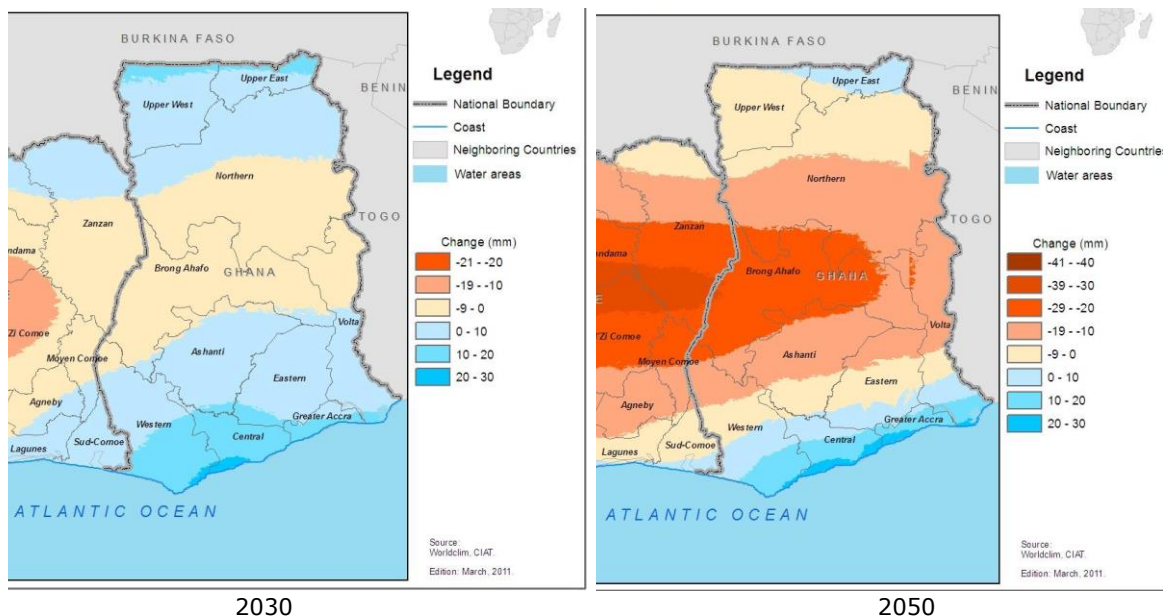 BURKINA FASO
Legend
BENIN
Upper East
Upper West
National Boundary
Coast
Neighboring Countries
Water areas
Northern
TOGO
Zanzan
ndama
Change (mm)
-21 - -20
-19 - -10
-9 - 0
0 - 10
10 - 20
20 - 30
Brong Ahafo
GHANA
Volta
'Zi Comoe
Moyen Comoe
Ashanti
Agneby
Eastern
Western
Greater Accra
Central
Lagunes
Sud-Comoe
ATLANTIC OCEAN
Source:
Worldclim, CIAT.
Edition: March, 2011.
2030
BURKINA FASO
Legend
BENIN
Upper East
Upper West
National Boundary
Coast
Neighboring Countries
Water areas
Northern
TOGO
Zanzan
ndama
Change (mm)
-41 - -40
-39 - -30
-29 - -20
-19 - -10
-9 - 0
0 - 10
10 - 20
20 - 30
Brong Ahafo
GHANA
Volta
'Zi Comoe
Moyen Comoe
Ashanti
Agneby
Eastern
Western
Greater Accra
Central
Lagunes
Sud-Comoe
ATLANTIC OCEAN
Source:
Worldclim, CIAT.
Edition: March, 2011.
2050